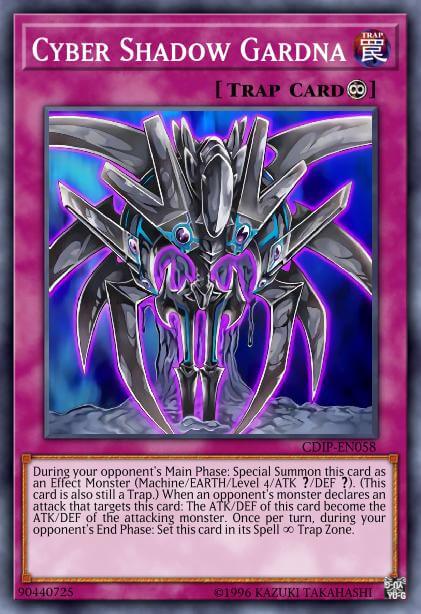 CYBER SHADOW GARDNA
TRAP
罠
[TRAP CARD∞]
CDIP-EN058
During your opponent's Main Phase: Special Summon this card as
an Effect Monster (Machine/EARTH/Level 4/ATK ?/DEF ?). (This
card is also still a Trap.) When an opponent's monster declares an
attack that targets this card: The ATK/DEF of this card become the
ATK/DEF of the attacking monster. Once per turn, during your
opponent's End Phase: Set this card in its Spell ∞ Trap Zone.
90440725
©1996 KAZUKI TAKAHASHI